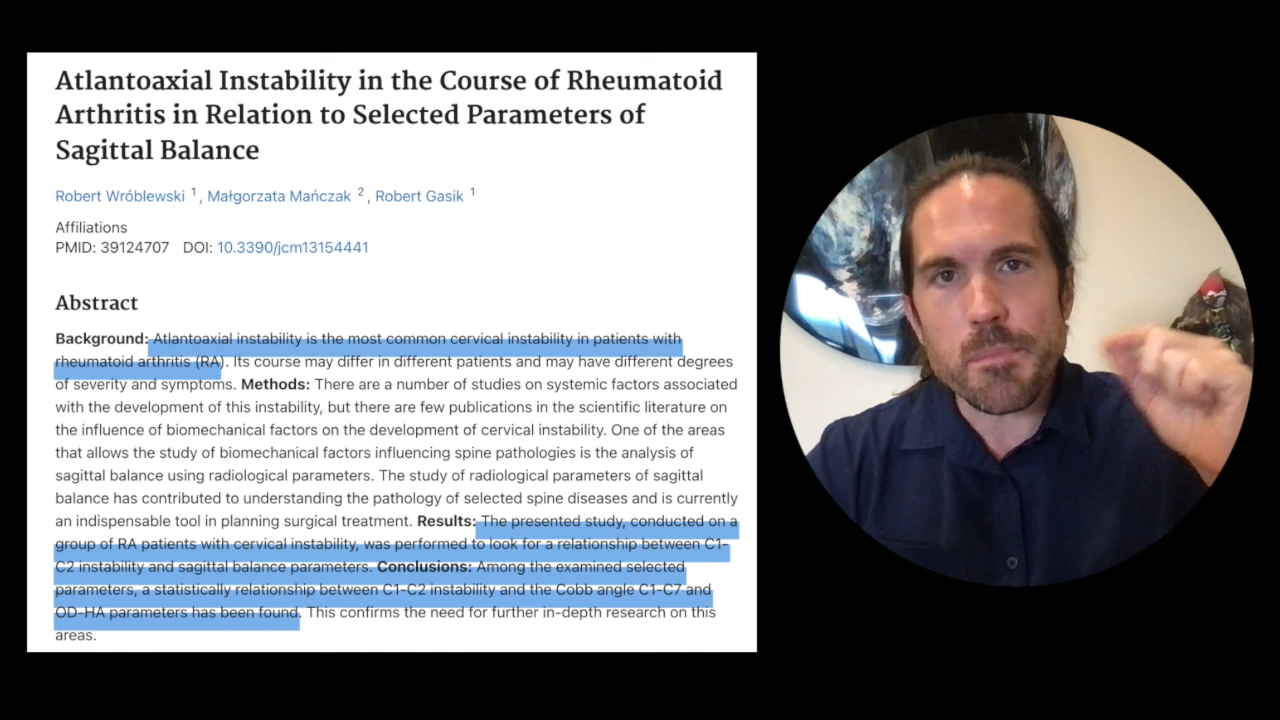 Atlantoaxial Instability in the Course of Rheumatoid
Arthritis in Relation to Selected Parameters of
Sagittal Balance
Robert Wróblewski 1, Małgorzata Mańczak 2, Robert Gasik 1
Affiliations
PMID: 39124707 DOI: 10.3390/jcm13154441
Abstract
Background: Atlantoaxial instability is the most common cervical instability in patients with
rheumatoid arthritis (RA). Its course may differ in different patients and may have different degrees
of severity and symptoms. Methods: There are a number of studies on systemic factors associated
with the development of this instability, but there are few publications in the scientific literature on
the influence of biomechanical factors on the development of cervical instability. One of the areas
that allows the study of biomechanical factors influencing spine pathologies is the analysis of
sagittal balance using radiological parameters. The study of radiological parameters of sagittal
balance has contributed to understanding the pathology of selected spine diseases and is currently
an indispensable tool in planning surgical treatment. Results: The presented study, conducted on a
group of RA patients with cervical instability, was performed to look for a relationship between C1-
C2 instability and sagittal balance parameters. Conclusions: Among the examined selected
parameters, a statistically relationship between C1-C2 instability and the Cobb angle C1-C7 and
OD-HA parameters has been found. This confirms the need for further in-depth research on this
areas.